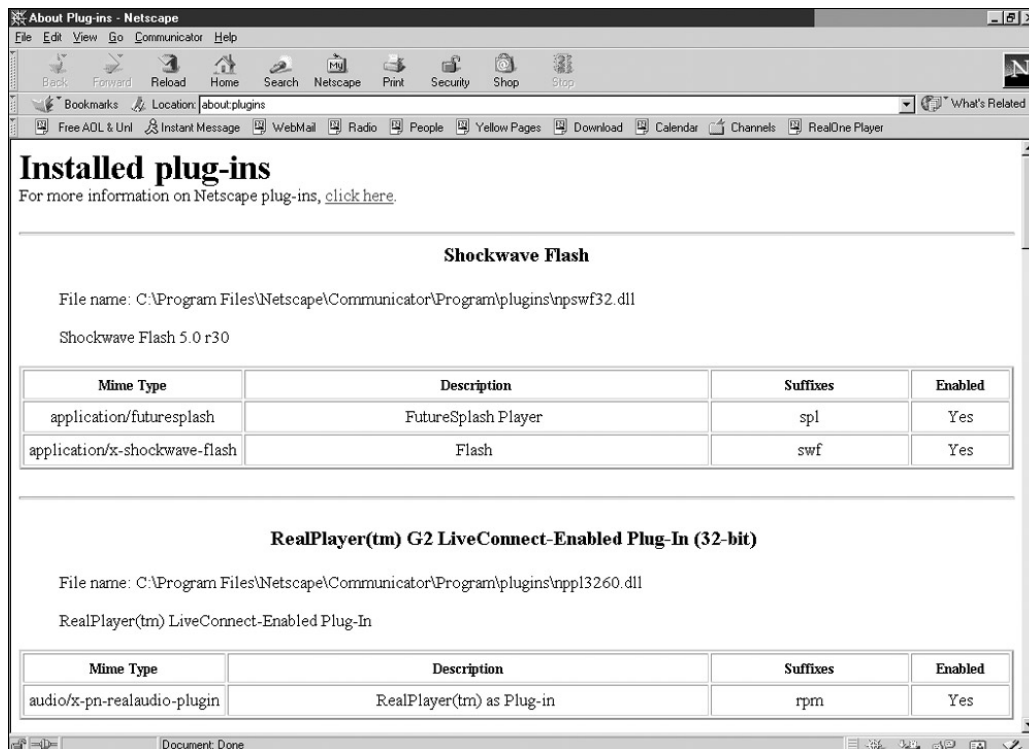 About Plug-ins - Netscape
File Edit View Go Communicator Help
Back Forward Reload Home Search Netscape Print Security Shop Stop
My
N
Bookmarks Location: about:plugins What's Related
Free AOL & Unl Instant Message WebMail Radio People Yellow Pages Download Calendar Channels RealOne Player
Installed plug-ins
For more information on Netscape plug-ins, click here.
Shockwave Flash
File name: C:\Program Files\Netscape\Communicator\Program\plugins\npswf32.dll
Shockwave Flash 5.0 r30
Mime Type Description Suffixes Enabled
application/futuresplash FutureSplash Player spl Yes
application/x-shockwave-flash Flash swf Yes
RealPlayer(tm) G2 LiveConnect-Enabled Plug-In (32-bit)
File name: C:\Program Files\Netscape\Communicator\Program\plugins\nppl3260.dll
RealPlayer(tm) LiveConnect-Enabled Plug-In
Mime Type Description Suffixes Enabled
audio/x-pn-realaudio-plugin RealPlayer(tm) as Plug-in rpm Yes
Document: Done